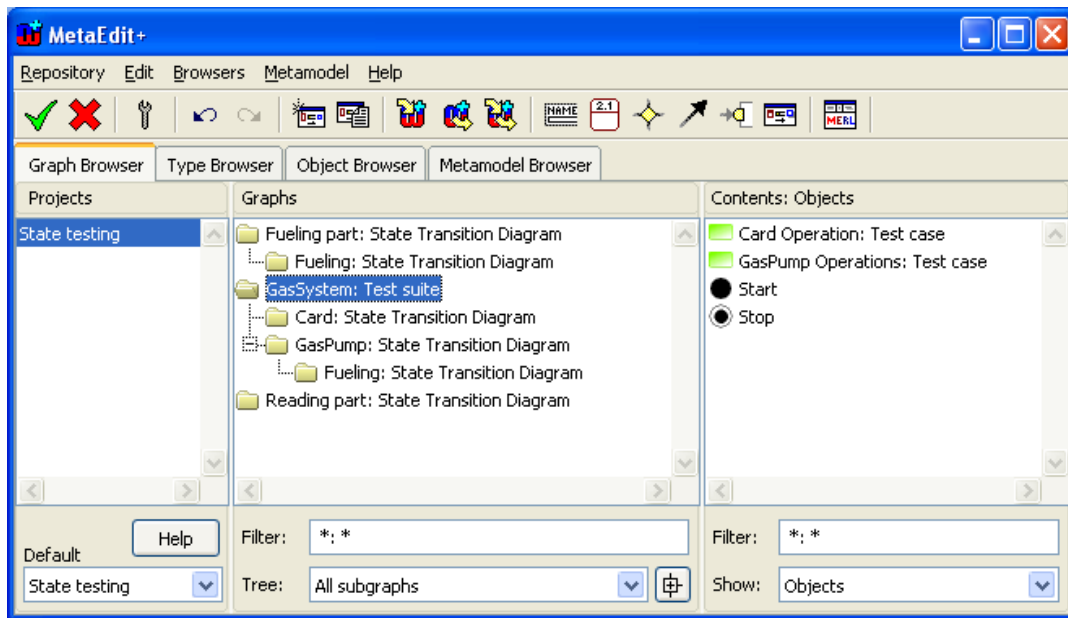 MetaEdit+
Repository Edit Browsers Metamodel Help
NAME 2.1 MERL
Graph Browser Type Browser Object Browser Metamodel Browser
Projects Graphs Contents: Objects
State testing
Fueling part: State Transition Diagram
Fueling: State Transition Diagram
GasSystem: Test suite
Card: State Transition Diagram
GasPump: State Transition Diagram
Fueling: State Transition Diagram
Reading part: State Transition Diagram
Card Operation: Test case
GasPump Operations: Test case
Start
Stop
Help
Default
State testing
Filter: *: *
Tree: All subgraphs
Filter: *: *
Show: Objects